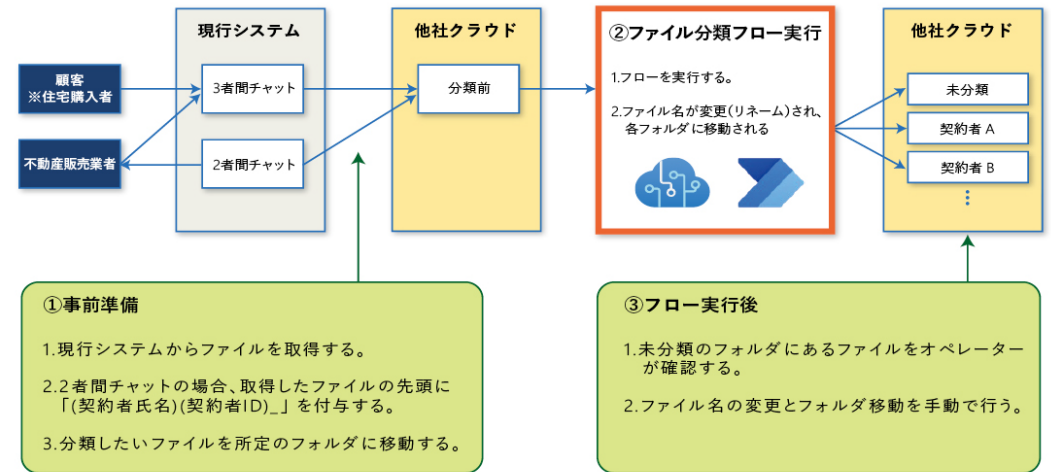 顧客
※住宅購入者
不動産販売業者
現行システム
3者間チャット
2者間チャット
他社クラウド
分類前
②ファイル分類フロー実行
1.フローを実行する。
2.ファイル名が変更(リネーム)され、
各フォルダに移動される
他社クラウド
未分類
契約者 A
契約者 B
⋮
①事前準備
1.現行システムからファイルを取得する。
2.2者間チャットの場合、取得したファイルの先頭に
「(契約者氏名)(契約者ID)_」を付与する。
3.分類したいファイルを所定のフォルダに移動する。
③フロー実行後
1.未分類のフォルダにあるファイルをオペレーター
が確認する。
2.ファイル名の変更とフォルダ移動を手動で行う。